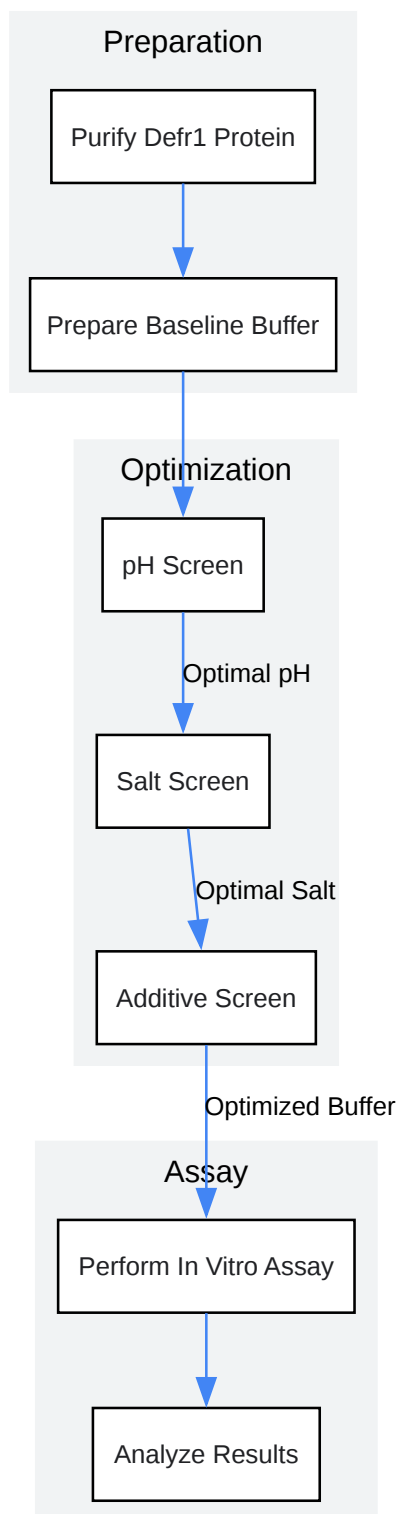 Preparation
Purify Defr1 Protein
Prepare Baseline Buffer
Optimization
pH Screen
Optimal pH
Salt Screen
Optimal Salt
Additive Screen
Optimized Buffer
Assay
Perform In Vitro Assay
Analyze Results